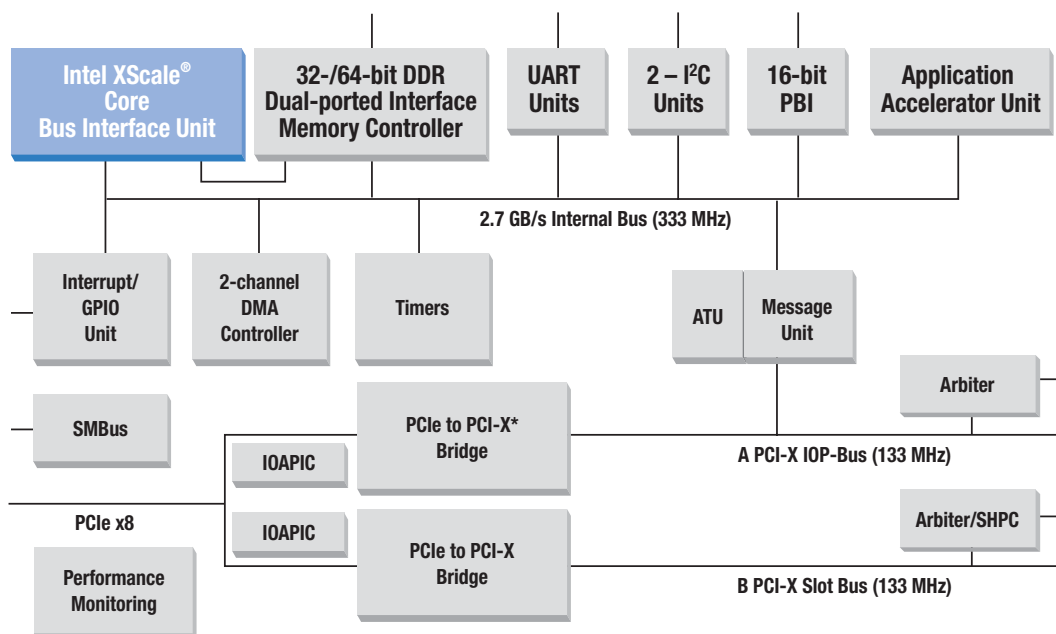 Intel XScale®
Core
Bus Interface Unit
32-/64-bit DDR
Dual-ported Interface
Memory Controller
UART
Units
2 – I²C
Units
16-bit
PBI
Application
Accelerator Unit
2.7 GB/s Internal Bus (333 MHz)
Interrupt/
GPIO
Unit
2-channel
DMA
Controller
Timers
ATU
Message
Unit
Arbiter
SMBus
PCIe to PCI-X*
Bridge
IOAPIC
A PCI-X IOP-Bus (133 MHz)
PCIe x8
IOAPIC
PCIe to PCI-X
Bridge
Arbiter/SHPC
Performance
Monitoring
B PCI-X Slot Bus (133 MHz)